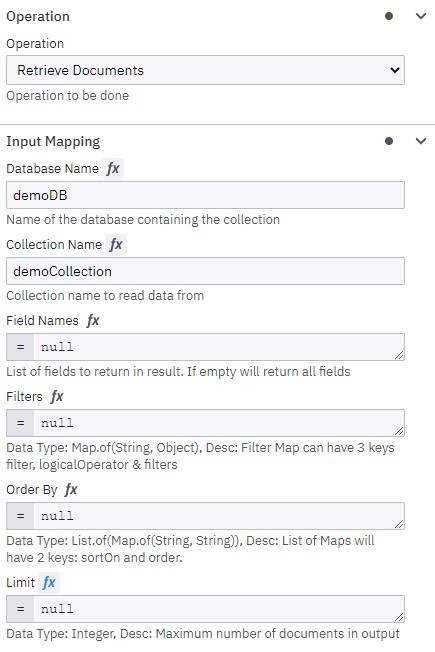 Operation
Operation
Retrieve Documents
Operation to be done
Input Mapping
Database Name fx
demoDB
Name of the database containing the collection
Collection Name fx
demoCollection
Collection name to read data from
Field Names fx
= null
List of fields to return in result. If empty will return all fields
Filters fx
= null
Data Type: Map.of(String, Object), Desc: Filter Map can have 3 keys
filter, logicalOperator & filters
Order By fx
= null
Data Type: List.of(Map.of(String, String)), Desc: List of Maps will
have 2 keys: sortOn and order.
Limit fx
= null
Data Type: Integer, Desc: Maximum number of documents in output